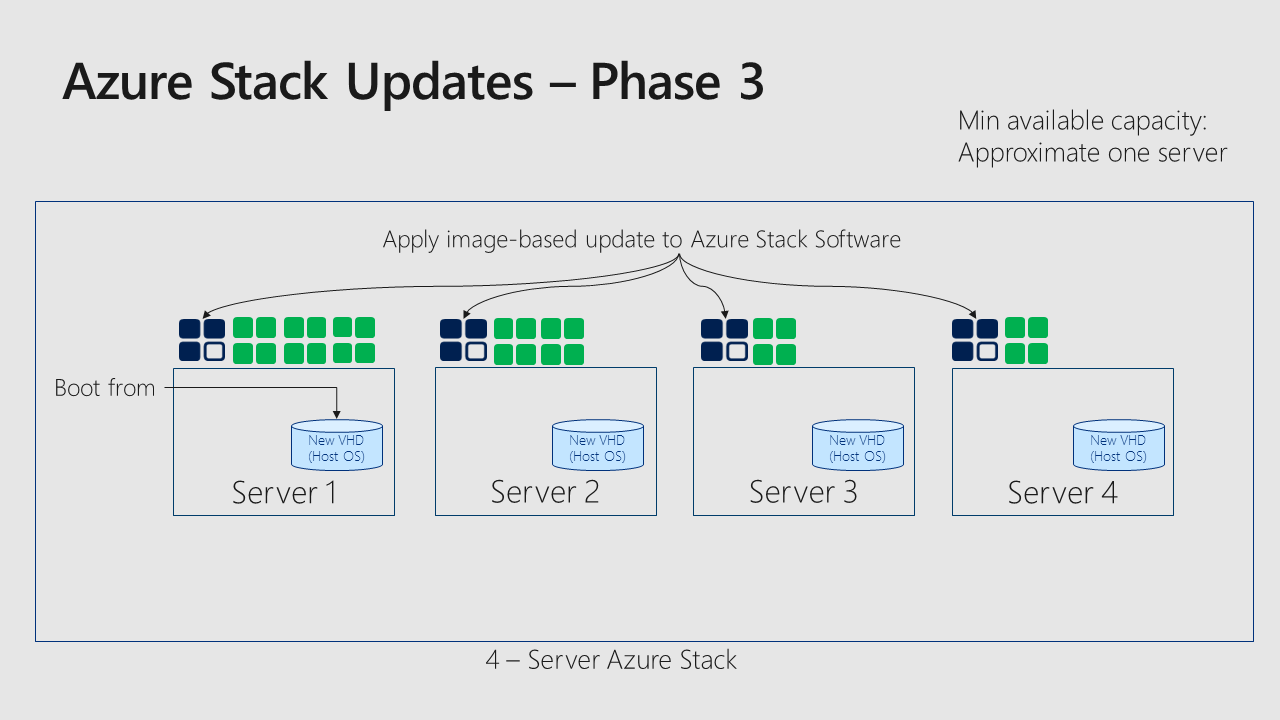 Azure Stack Updates – Phase 3
Min available capacity:
Approximate one server
Apply image-based update to Azure Stack Software
Boot from
New VHD
(Host OS)
Server 1
New VHD
(Host OS)
Server 2
New VHD
(Host OS)
Server 3
New VHD
(Host OS)
Server 4
4 – Server Azure Stack